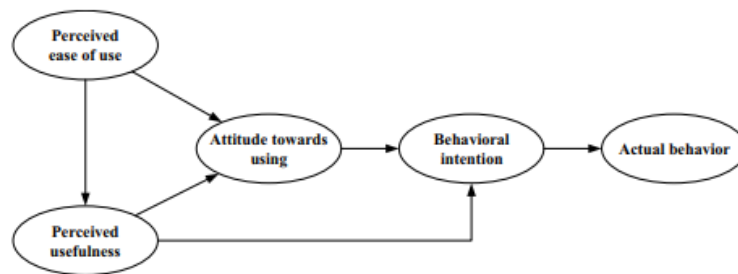 Perceived
ease of use
Attitude towards
using
Behavioral
intention
Actual behavior
Perceived
usefulness